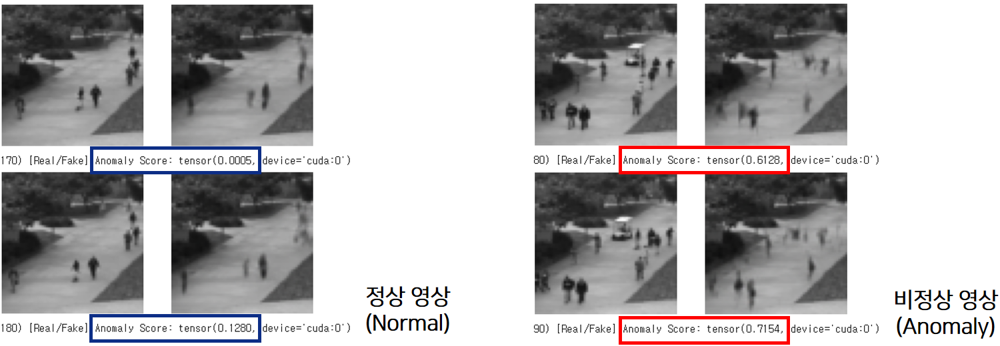 170) [Real/Fake] Anomaly Score: tensor(0.0005, device='cuda:0')
180) [Real/Fake] Anomaly Score: tensor(0.1280, device='cuda:0')
정상 영상
(Normal)
80) [Real/Fake] Anomaly Score: tensor(0.6128, device='cuda:0')
90) [Real/Fake] Anomaly Score: tensor(0.7154, device='cuda:0')
비정상 영상
(Anomaly)